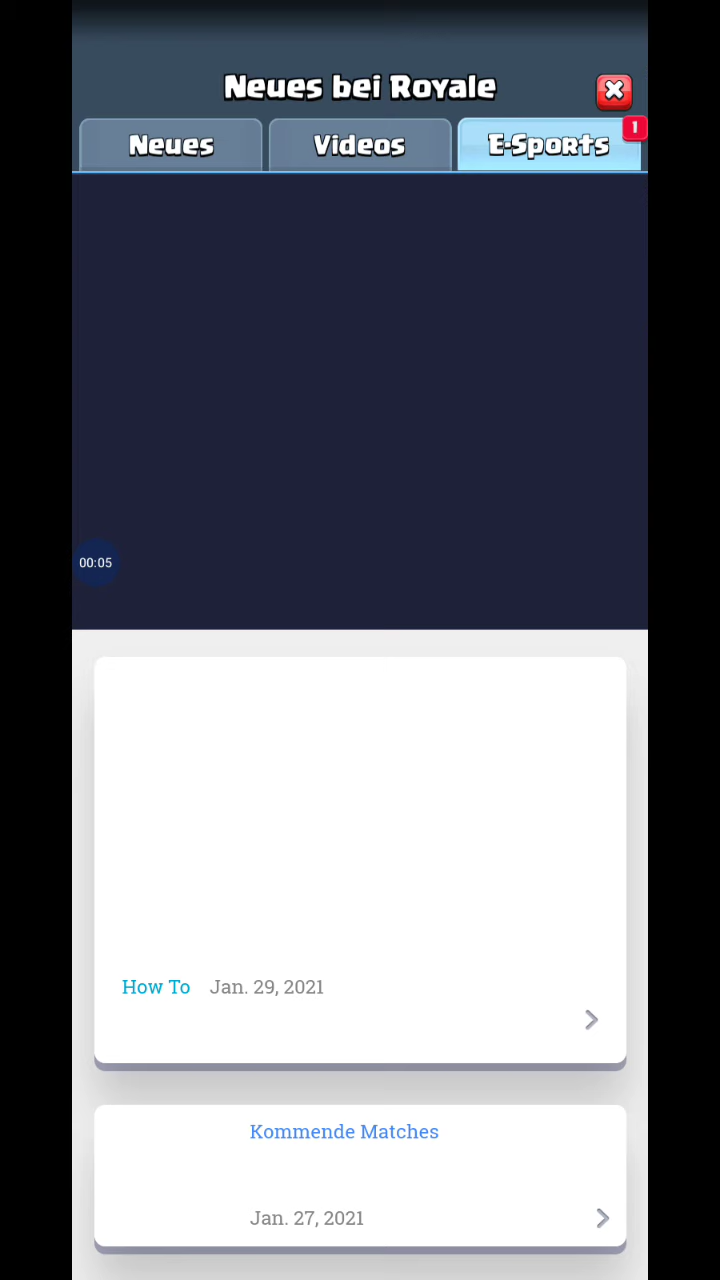 Neues bei Royale
Neues
Videos
E-Sports
1
00:05
How To Jan. 29, 2021
Kommende Matches
Jan. 27, 2021